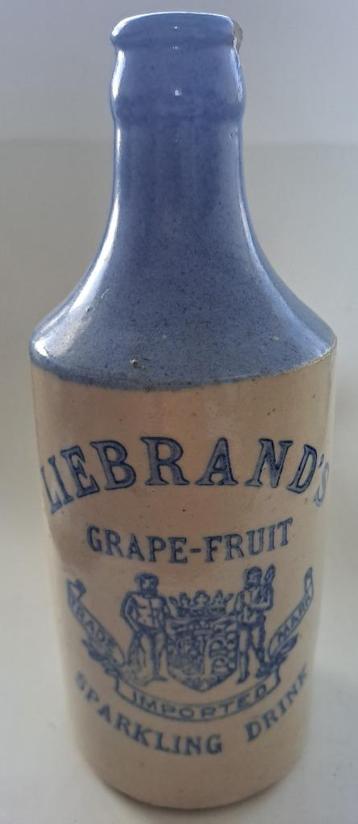 LIEBRAND'S
GRAPE-FRUIT
TRADE MARK
IMPORTED
SPARKLING DRINK